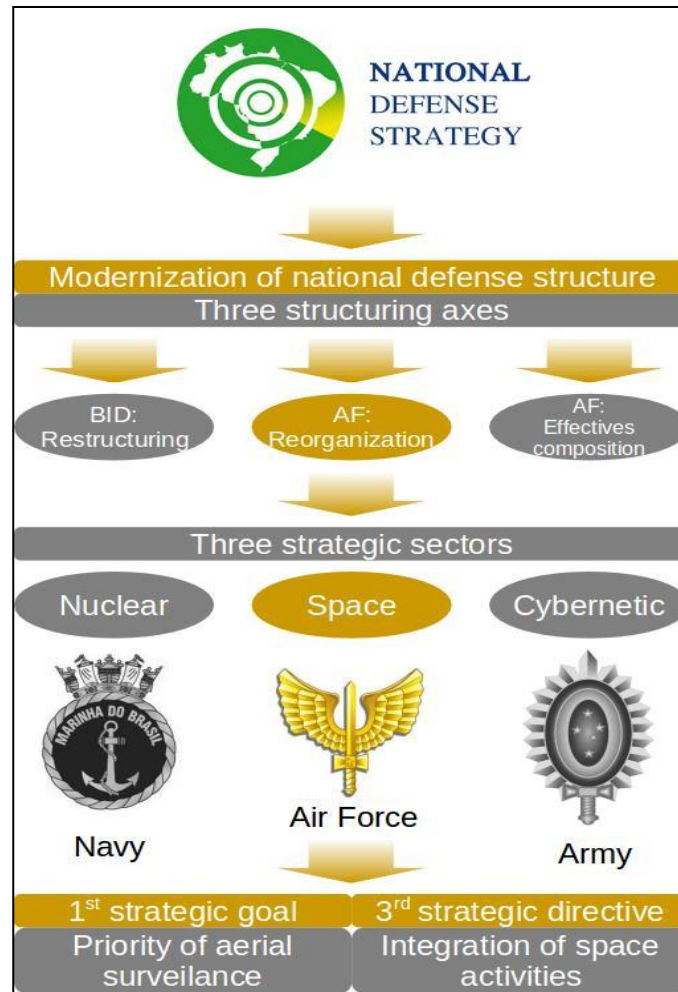 NATIONAL
DEFENSE
STRATEGY
Modernization of national defense structure
Three structuring axes
BID:
Restructuring
AF:
Reorganization
AF:
Effectives
composition
Three strategic sectors
Nuclear
Space
Cybernetic
MARINHA DO BRASIL
Navy
Air Force
Army
1st strategic goal
3rd strategic directive
Priority of aerial
surveilance
Integration of space
activities